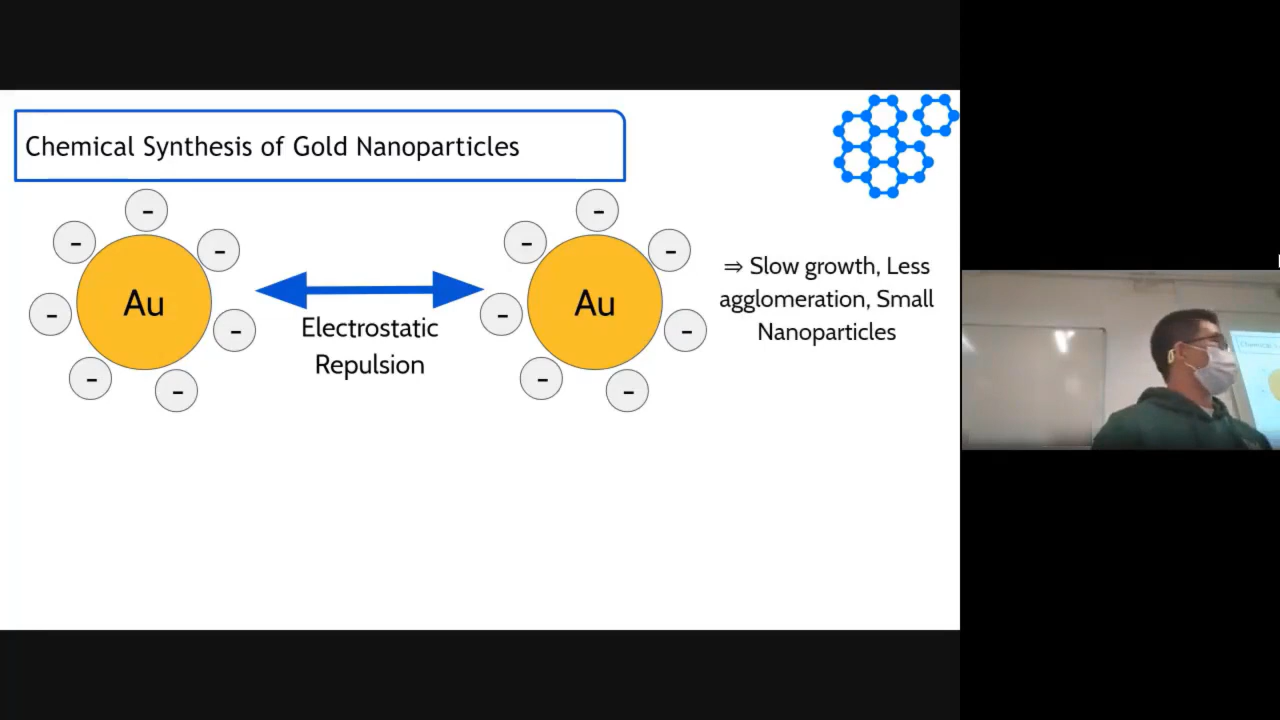 Chemical Synthesis of Gold Nanoparticles
-
-
-
-
Au
-
-
-
Electrostatic
Repulsion
-
-
-
-
Au
-
-
-
⇒ Slow growth, Less
agglomeration, Small
Nanoparticles